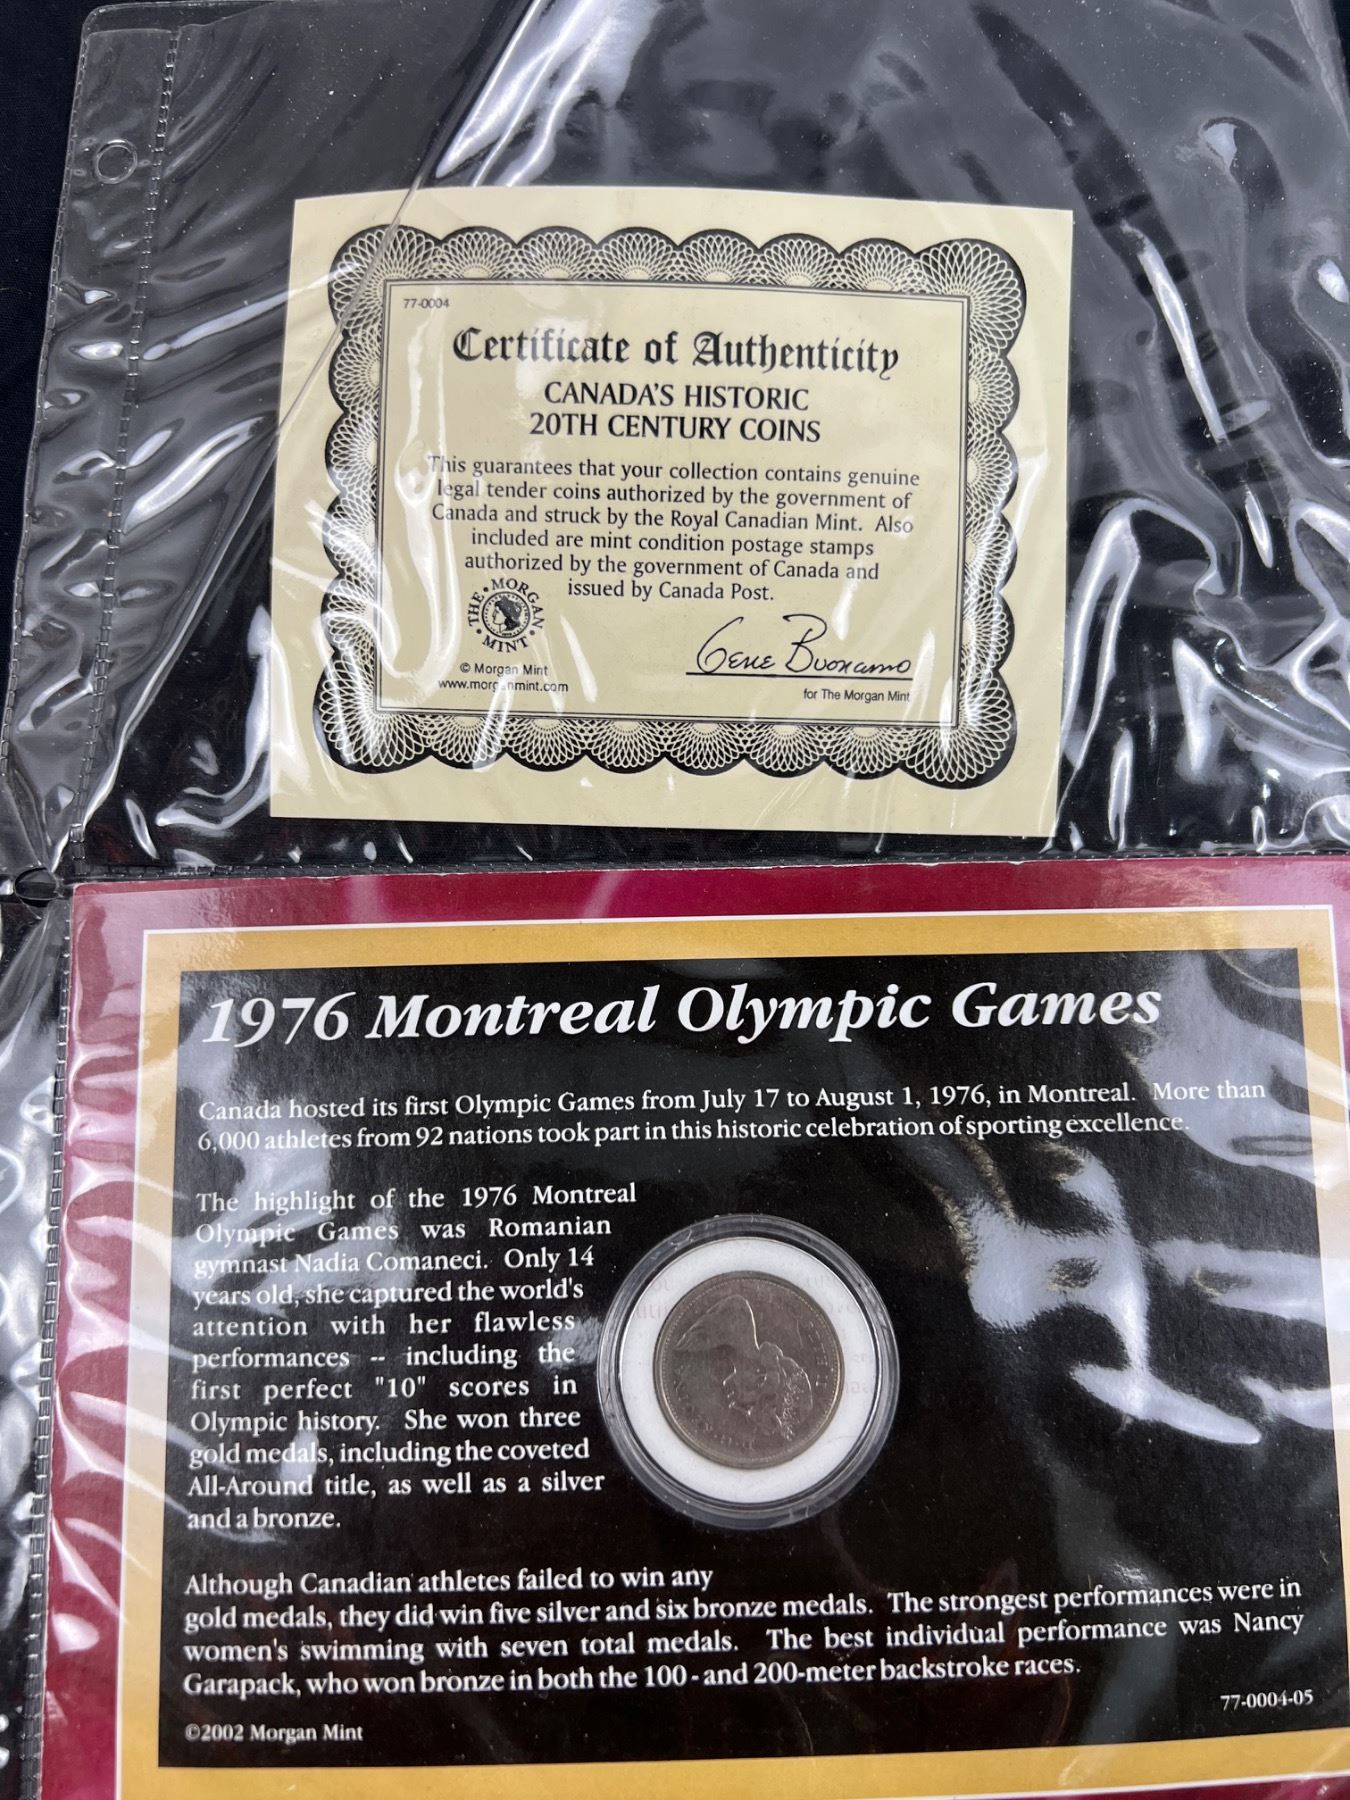 77-0004
Certificate of Authenticity
CANADA'S HISTORIC
20TH CENTURY COINS
This guarantees that your collection contains genuine
legal tender coins authorized by the government of
Canada and struck by the Royal Canadian Mint. Also
included are mint condition postage stamps
authorized by the government of Canada and
issued by Canada Post.
THE MORGAN MINT
© Morgan Mint
www.morganmint.com
Gene Buonamo
for The Morgan Mint
1976 Montreal Olympic Games
Canada hosted its first Olympic Games from July 17 to August 1, 1976, in Montreal. More than
6,000 athletes from 92 nations took part in this historic celebration of sporting excellence.
The highlight of the 1976 Montreal
Olympic Games was Romanian
gymnast Nadia Comaneci. Only 14
years old, she captured the world's
attention with her flawless
performances -- including the
first perfect "10" scores in
Olympic history. She won three
gold medals, including the coveted
All-Around title, as well as a silver
and a bronze.
Although Canadian athletes failed to win any
gold medals, they did win five silver and six bronze medals. The strongest performances were in
women's swimming with seven total medals. The best individual performance was Nancy
Garapack, who won bronze in both the 100 - and 200-meter backstroke races.
77-0004-05
©2002 Morgan Mint